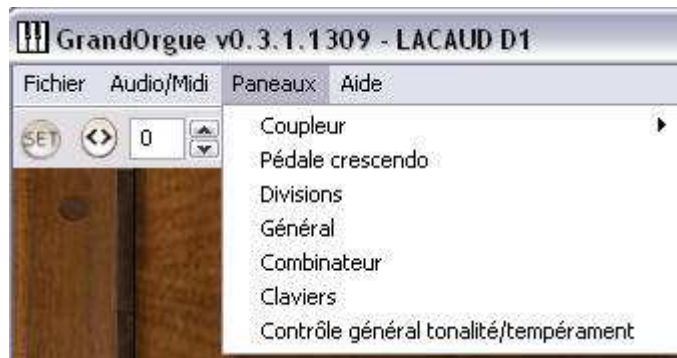 GrandOrgue v0.3.1.1309 - LACAUD D1
Fichier Audio/Midi Paneaux Aide
SET <> 0
Coupleur
Pédale crescendo
Divisions
Général
Combinateur
Claviers
Contrôle général tonalité/tempérament